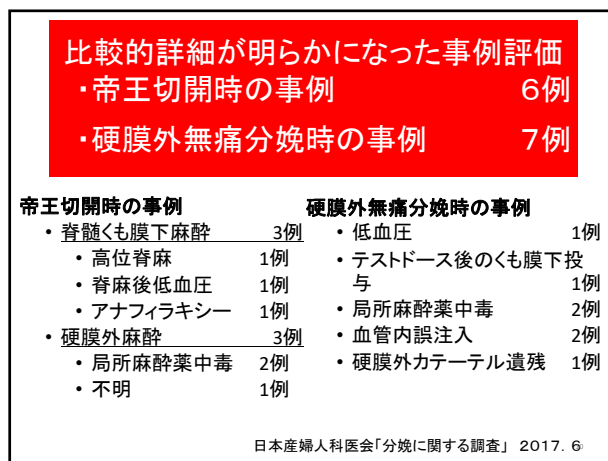 比較的詳細が明らかになった事例評価
・帝王切開時の事例 6例
・硬膜外無痛分娩時の事例 7例
帝王切開時の事例
• 脊髄くも膜下麻酔 3例
• 高位脊麻 1例
• 脊麻後低血圧 1例
• アナフィラキシー 1例
• 硬膜外麻酔 3例
• 局所麻酔薬中毒 2例
• 不明 1例
硬膜外無痛分娩時の事例
• 低血圧 1例
• テストドース後のくも膜下投
与 1例
• 局所麻酔薬中毒 2例
• 血管内誤注入 2例
• 硬膜外カテーテル遺残 1例
日本産婦人科医会「分娩に関する調査」 2017. 6